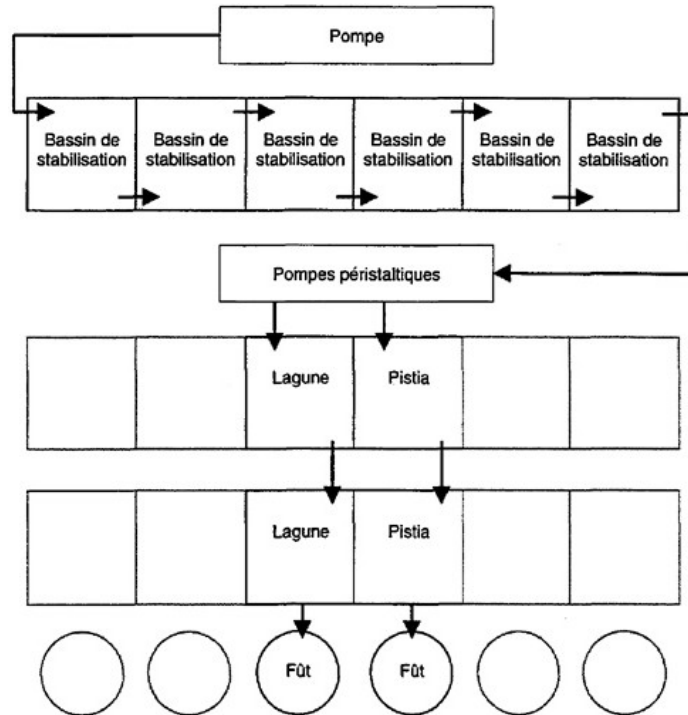 Pompe
Bassin de
stabilisation
Bassin de
stabilisation
Bassin de
stabilisation
Bassin de
stabilisation
Bassin de
stabilisation
Bassin de
stabilisation
Pompes péristaltiques
Lagune
Pistia
Lagune
Pistia
Fût
Fût